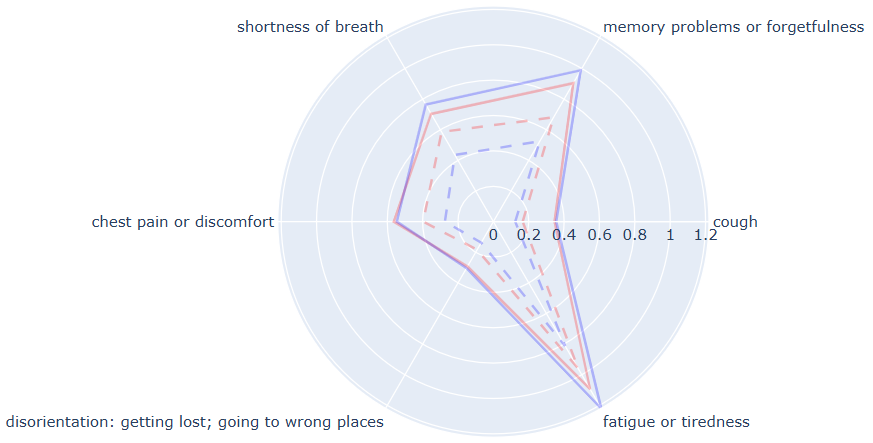 shortness of breath
memory problems or forgetfulness
chest pain or discomfort
cough
0 0.2 0.4 0.6 0.8 1 1.2
disorientation: getting lost; going to wrong places
fatigue or tiredness